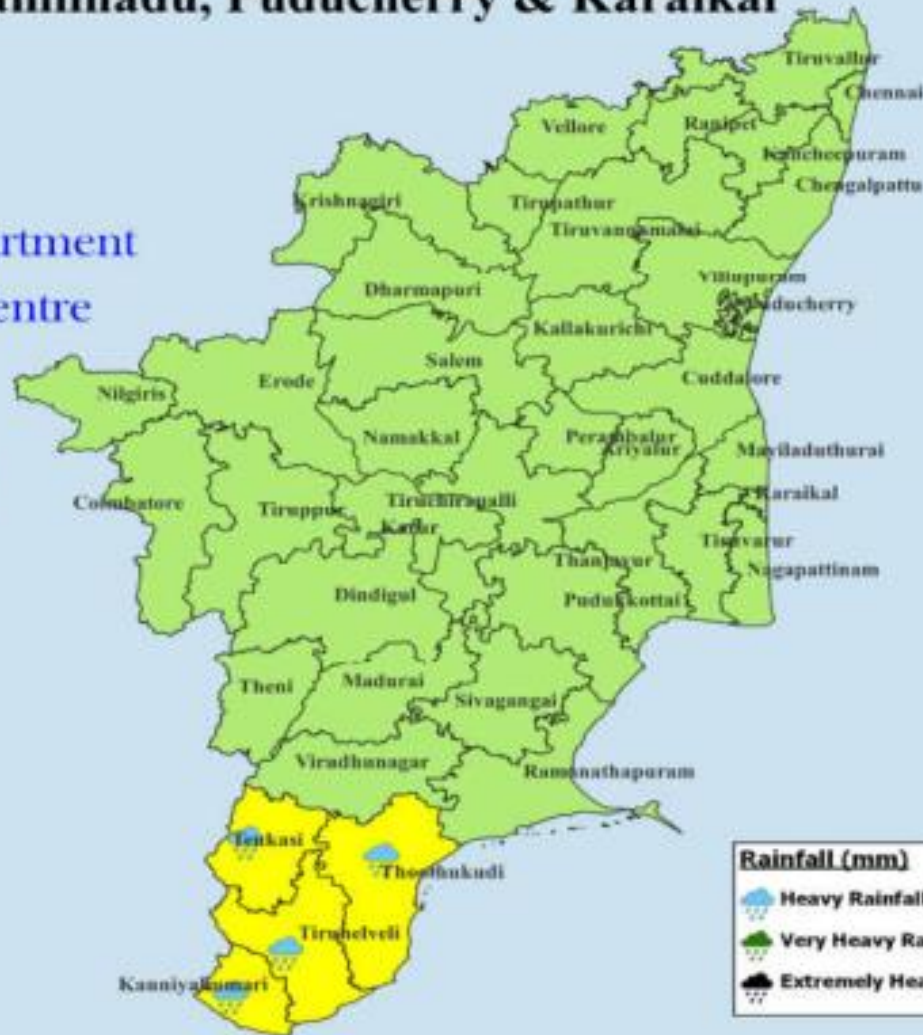 Puducherry & Karaikal
Tiruvallur
Chennai
Vellore
Ranipet
Kancheepuram
Chengalpattu
Krishnagiri
Tirupathur
Tiruvannamalai
rtment
entre
Villupuram
Puducherry
Dharmapuri
Kallakurichi
Salem
Cuddalore
Nilgiris
Erode
Namakkal
Perambalur
Ariyalur
Mayiladuthurai
Coimbatore
Tiruppur
Tiruchirapalli
Karaikal
Karur
Tiruvarur
Thanjavur
Nagapattinam
Dindigul
Pudukkottai
Theni
Madurai
Sivagangai
Virudhunagar
Ramanathapuram
Tenkasi
Thoothukudi
Tirunelveli
Kanniyakumari
Rainfall (mm)
Heavy Rainfall
Very Heavy Ra
Extremely Hea